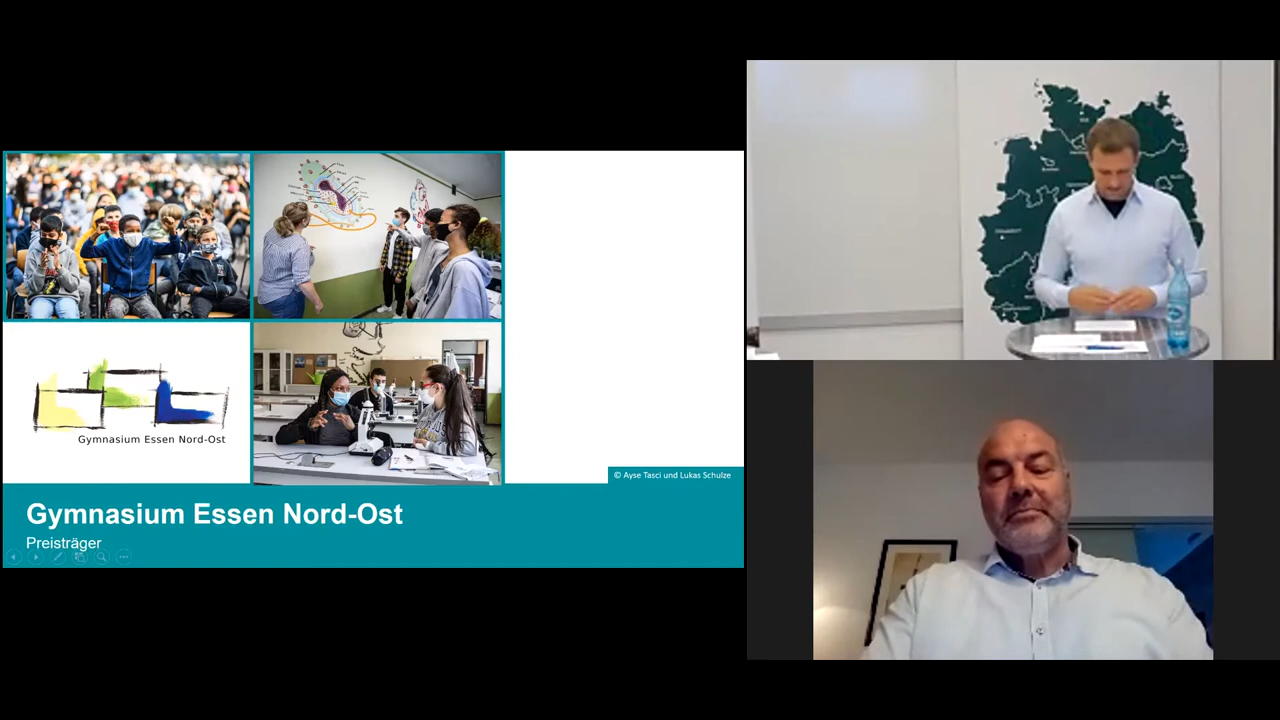 Gymnasium Essen Nord-Ost
© Ayse Tasci und Lukas Schulze
Gymnasium Essen Nord-Ost
Preisträger